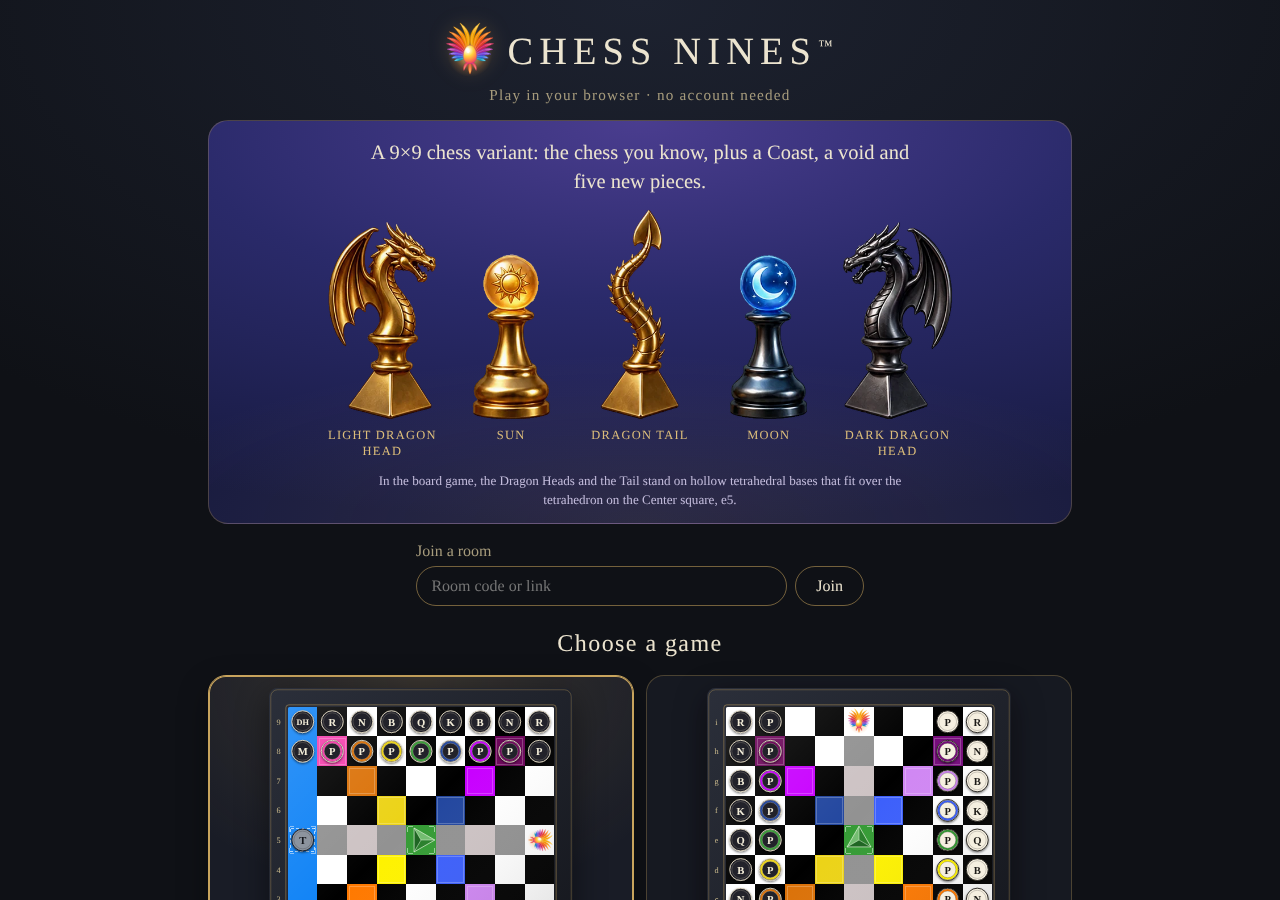 CHESS NINES™
Play in your browser · no account needed
A 9×9 chess variant: the chess you know, plus a Coast, a void and
five new pieces.
LIGHT DRAGON
HEAD
SUN
DRAGON TAIL
MOON
DARK DRAGON
HEAD
In the board game, the Dragon Heads and the Tail stand on hollow tetrahedral bases that fit over the
tetrahedron on the Center square, e5.
Join a room
Room code or link
Join
Choose a game
9 DH R N B Q K B N R
8 M P P P P P P P P
7
6
5 T
4
i R P P R
h N P P N
g B P P B
f K P P K
e Q P P Q
d B P P B